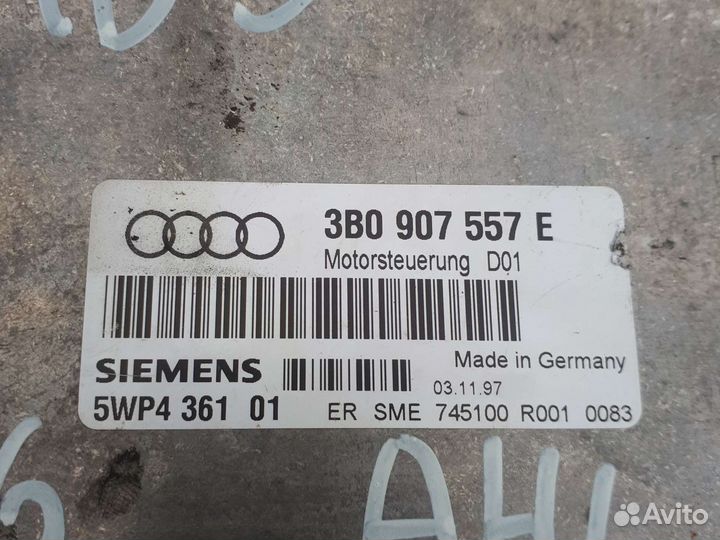 3B0 907 557 E
Motorsteuerung D01
SIEMENS
Made in Germany
03.11.97
5WP4 361 01
ER SME 745100 R001 0083
Avito